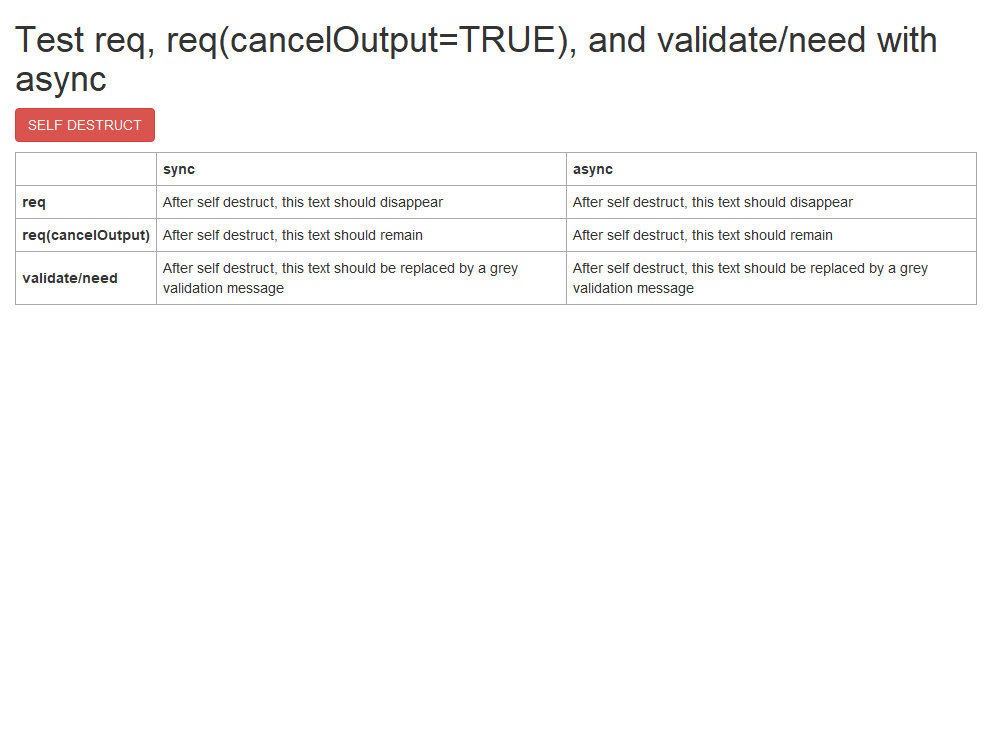 Test req, req(cancelOutput=TRUE), and validate/need with
async
SELF DESTRUCT
sync async
req After self destruct, this text should disappear After self destruct, this text should disappear
req(cancelOutput) After self destruct, this text should remain After self destruct, this text should remain
validate/need After self destruct, this text should be replaced by a grey validation message After self destruct, this text should be replaced by a grey validation message